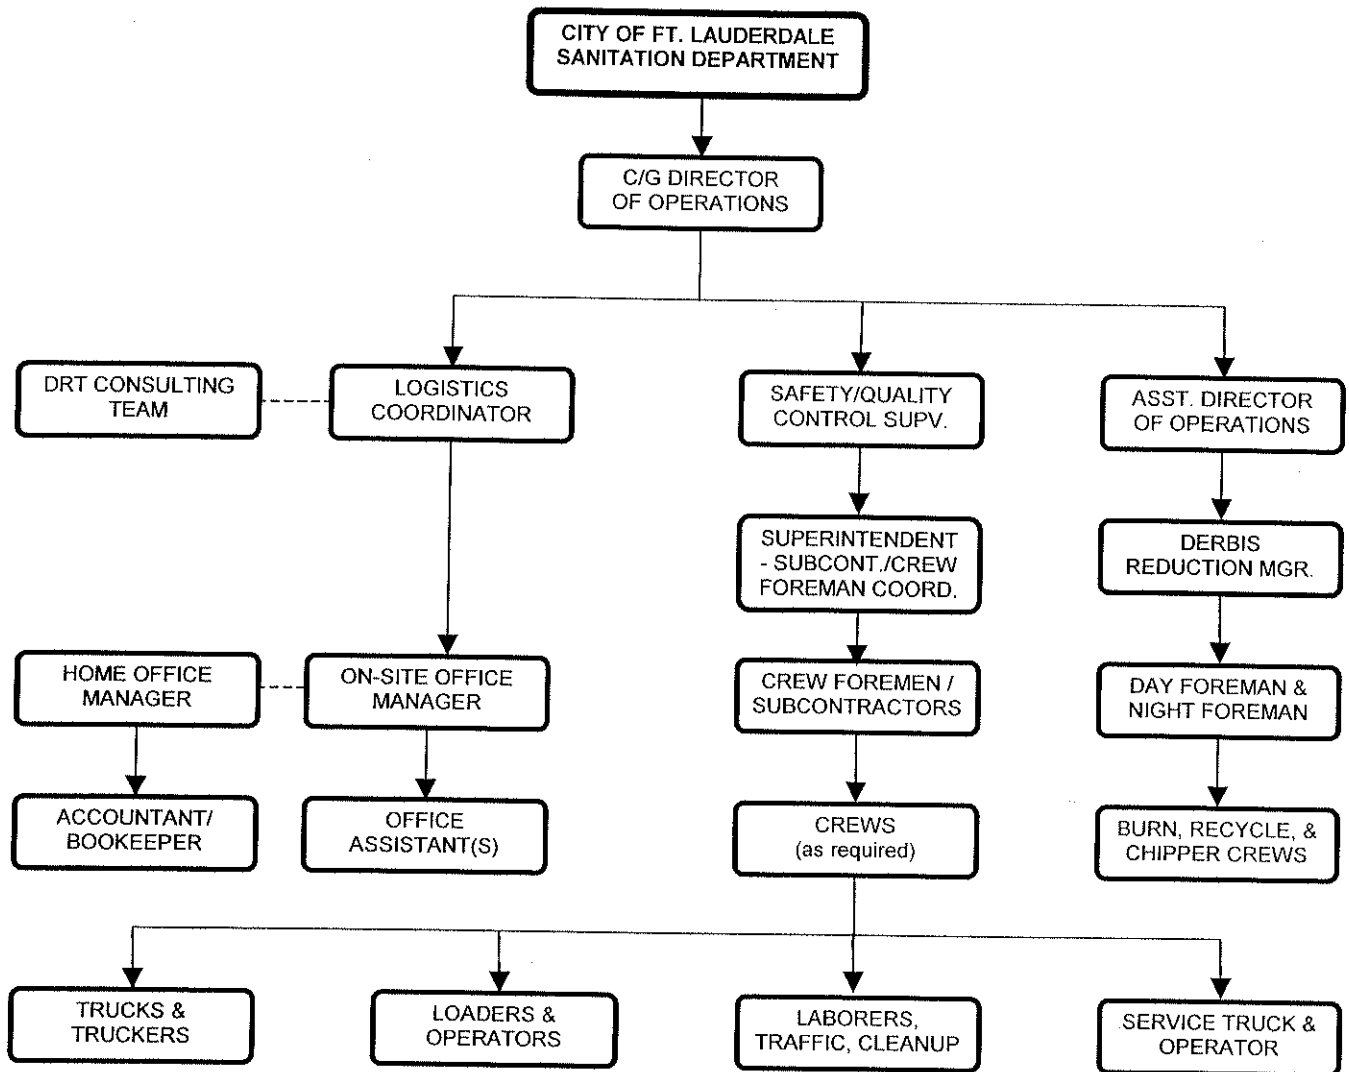 CITY OF FT. LAUDERDALE
SANITATION DEPARTMENT
C/G DIRECTOR
OF OPERATIONS
DRT CONSULTING
TEAM
LOGISTICS
COORDINATOR
SAFETY/QUALITY
CONTROL SUPV.
ASST. DIRECTOR
OF OPERATIONS
SUPERINTENDENT
- SUBCONT./CREW
FOREMAN COORD.
DERBIS
REDUCTION MGR.
HOME OFFICE
MANAGER
ON-SITE OFFICE
MANAGER
CREW FOREMEN /
SUBCONTRACTORS
DAY FOREMAN &
NIGHT FOREMAN
ACCOUNTANT/
BOOKEEPER
OFFICE
ASSISTANT(S)
CREWS
(as required)
BURN, RECYCLE, &
CHIPPER CREWS
TRUCKS &
TRUCKERS
LOADERS &
OPERATORS
LABORERS,
TRAFFIC, CLEANUP
SERVICE TRUCK &
OPERATOR